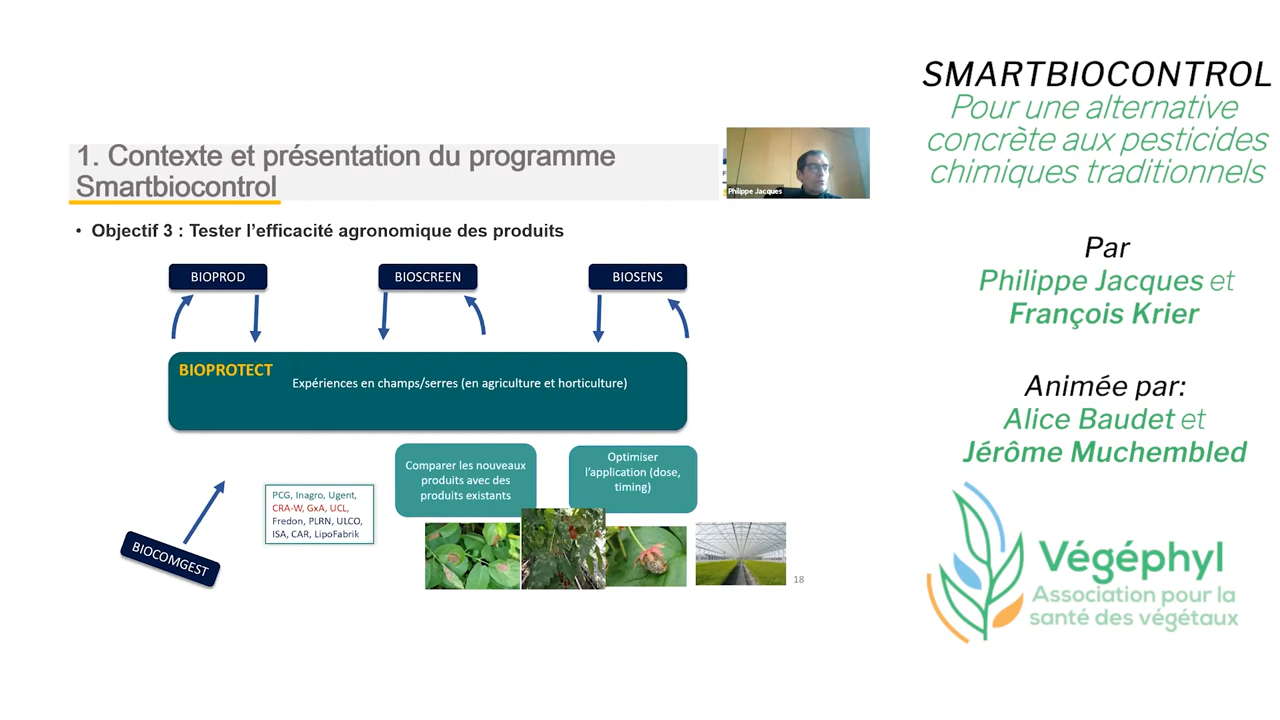 1. Contexte et présentation du programme
Smartbiocontrol
Philippe Jacques
• Objectif 3 : Tester l'efficacité agronomique des produits
BIOPROD
BIOSCREEN
BIOSENS
BIOPROTECT
Expériences en champs/serres (en agriculture et horticulture)
Comparer les nouveaux
produits avec des
produits existants
Optimiser
l'application (dose,
timing)
PCG, Inagro, Ugent,
CRA-W, GxA, UCL,
Fredon, PLRN, ULCO,
ISA, CAR, LipoFabrik
BIOCOMGEST
18
SMARTBIOCONTROL
Pour une alternative
concrète aux pesticides
chimiques traditionnels
Par
Philippe Jacques et
François Krier
Animée par:
Alice Baudet et
Jérôme Muchembled
Végéphyl
Association pour la
santé des végétaux